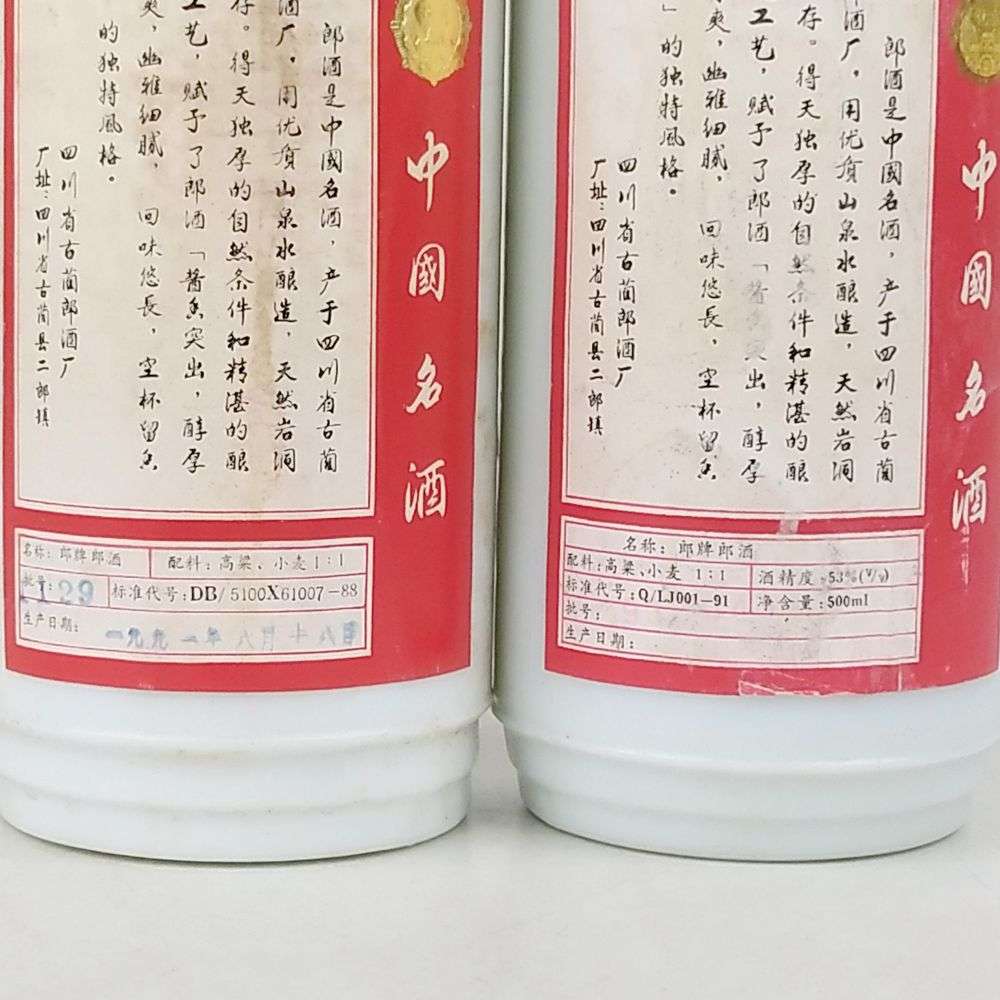 郎酒是中國名酒，产于四川省古蔺
酒厂。用优质山泉水酿造，天然岩洞
存。得天独厚的自然条件和精湛的酿
工艺，赋予了郎酒「醬香突出，醇厚
爽，幽雅细腻，回味悠長，空杯留香
的独特风格。
四川省古蔺郎酒厂
厂址：四川省古蔺县二郎镇
中國名酒
名称：郎牌郎酒
配料：高粱、小麦1:1
批号：29
标准代号：DB/5100X61007-88
生产日期：一九九一年八月十八日
郎酒是中國名酒，产于四川省古蔺
酒厂。用优质山泉水酿造，天然岩洞
存。得天独厚的自然条件和精湛的酿
工艺，赋予了郎酒「醬香突出，醇厚
爽，幽雅细腻，回味悠長，空杯留香
」的独特风格。
四川省古蔺郎酒厂
厂址：四川省古蔺县二郎镇
中國名酒
名称：郎牌郎酒
配料：高粱、小麦 1:1
酒精度：53%(V/V)
标准代号：Q/LJ001-91
净含量：500ml
批号：
生产日期：